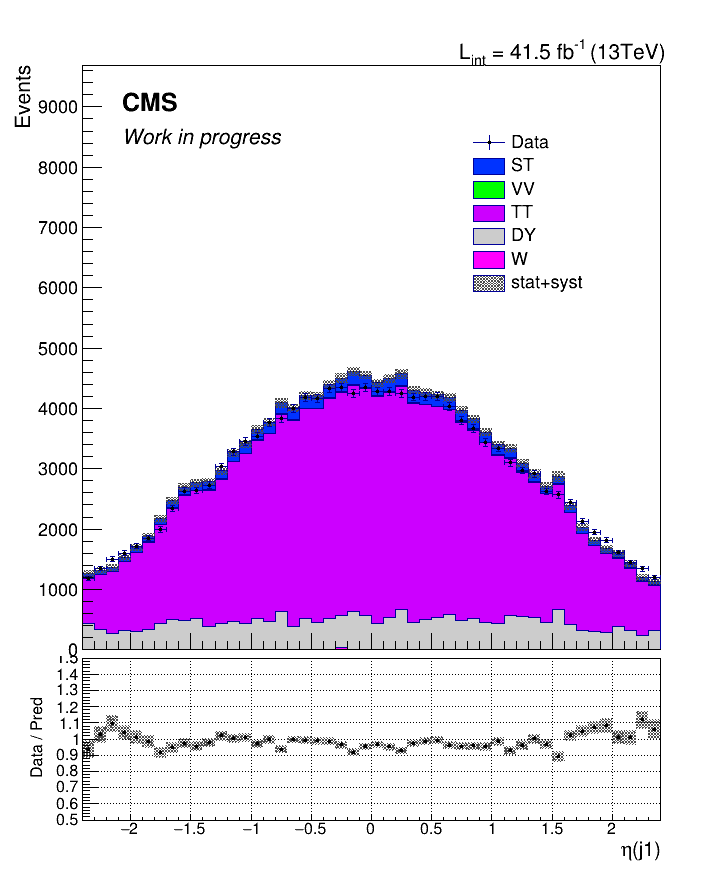 L_int = 41.5 fb^-1 (13TeV)
Events
CMS
Work in progress
Data
ST
VV
TT
DY
W
stat+syst
9000
8000
7000
6000
5000
4000
3000
2000
1000
0
Data / Pred
1.5
1.4
1.3
1.2
1.1
1
0.9
0.8
0.7
0.6
0.5
−2 −1.5 −1 −0.5 0 0.5 1 1.5 2
η(j1)